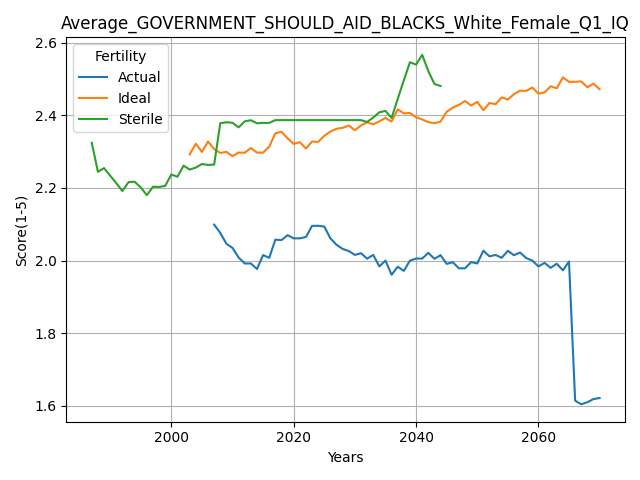 Average_GOVERNMENT_SHOULD_AID_BLACKS_White_Female_Q1_IQ
Fertility
Actual
Ideal
Sterile
Score(1-5)
2.6
2.4
2.2
2.0
1.8
1.6
2000 2020 2040 2060
Years